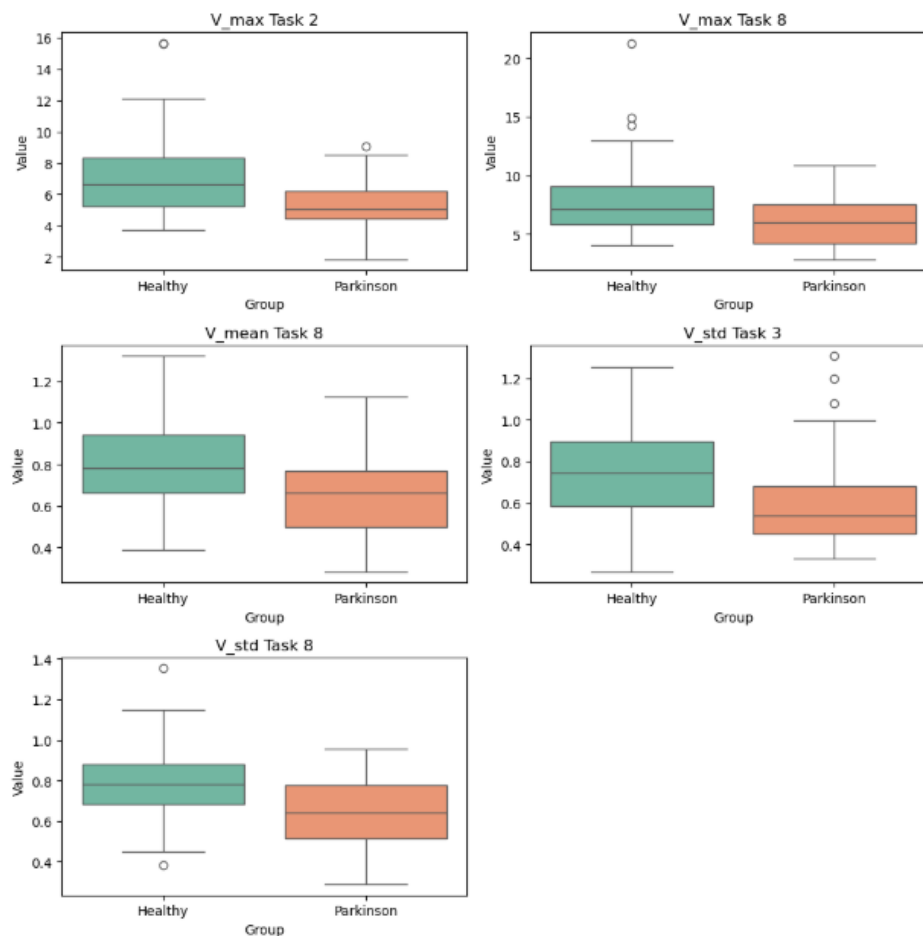 V_max Task 2
16
14
12
10
8
6
4
2
Value
Healthy
Parkinson
Group
V_max Task 8
20
15
10
5
Value
Healthy
Parkinson
Group
V_mean Task 8
1.2
1.0
0.8
0.6
0.4
Value
Healthy
Parkinson
Group
V_std Task 3
1.2
1.0
0.8
0.6
0.4
Value
Healthy
Parkinson
Group
V_std Task 8
1.4
1.2
1.0
0.8
0.6
0.4
Value
Healthy
Parkinson
Group